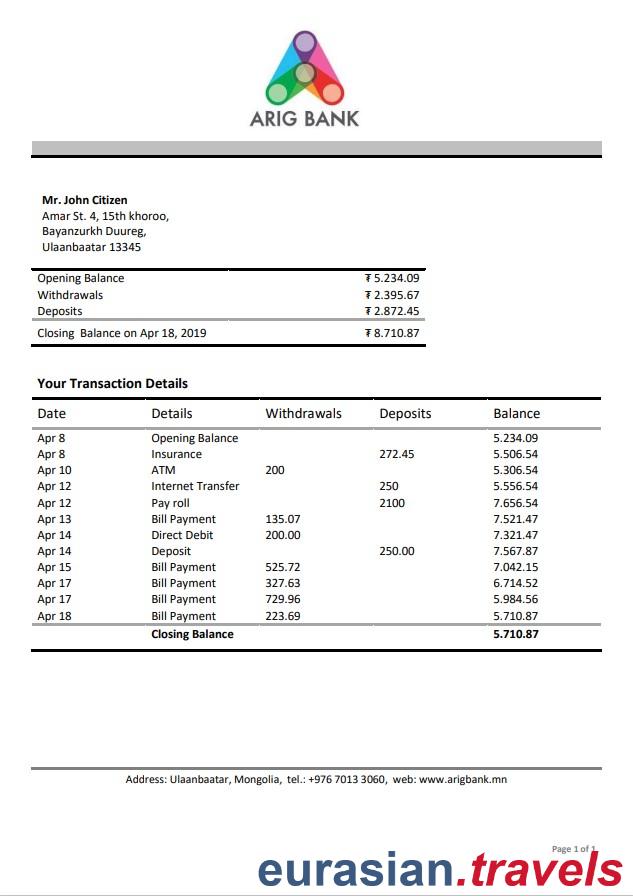 ARIG BANK
Mr. John Citizen
Amar St. 4, 15th khoroo,
Bayanzurkh Duureg,
Ulaanbaatar 13345
Opening Balance ₮ 5.234.09
Withdrawals ₮ 2.395.67
Deposits ₮ 2.872.45
Closing Balance on Apr 18, 2019 ₮ 8.710.87
Your Transaction Details
Date Details Withdrawals Deposits Balance
Apr 8 Opening Balance 5.234.09
Apr 8 Insurance 272.45 5.506.54
Apr 10 ATM 200 5.306.54
Apr 12 Internet Transfer 250 5.556.54
Apr 12 Pay roll 2100 7.656.54
Apr 13 Bill Payment 135.07 7.521.47
Apr 14 Direct Debit 200.00 7.321.47
Apr 14 Deposit 250.00 7.567.87
Apr 15 Bill Payment 525.72 7.042.15
Apr 17 Bill Payment 327.63 6.714.52
Apr 17 Bill Payment 729.96 5.984.56
Apr 18 Bill Payment 223.69 5.710.87
Closing Balance 5.710.87
Address: Ulaanbaatar, Mongolia, tel.: +976 7013 3060, web: www.arigbank.mn
Page 1 of 1
eurasian.travels